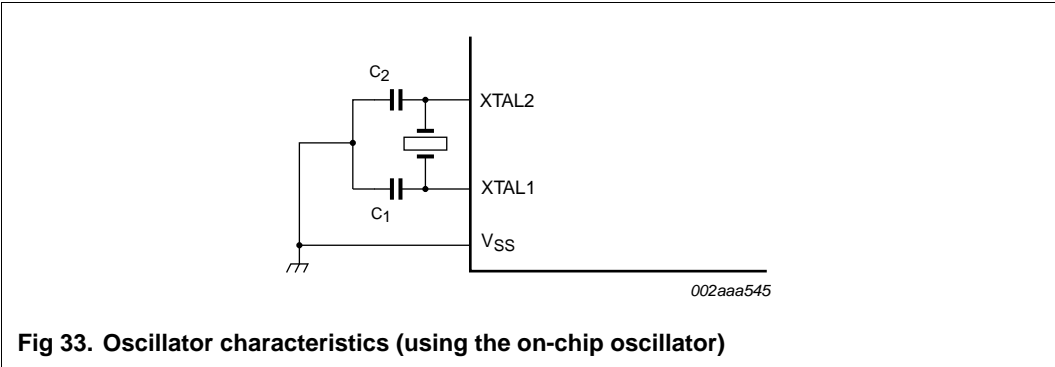 C2
XTAL2
XTAL1
C1
VSS
002aaa545
Fig 33. Oscillator characteristics (using the on-chip oscillator)